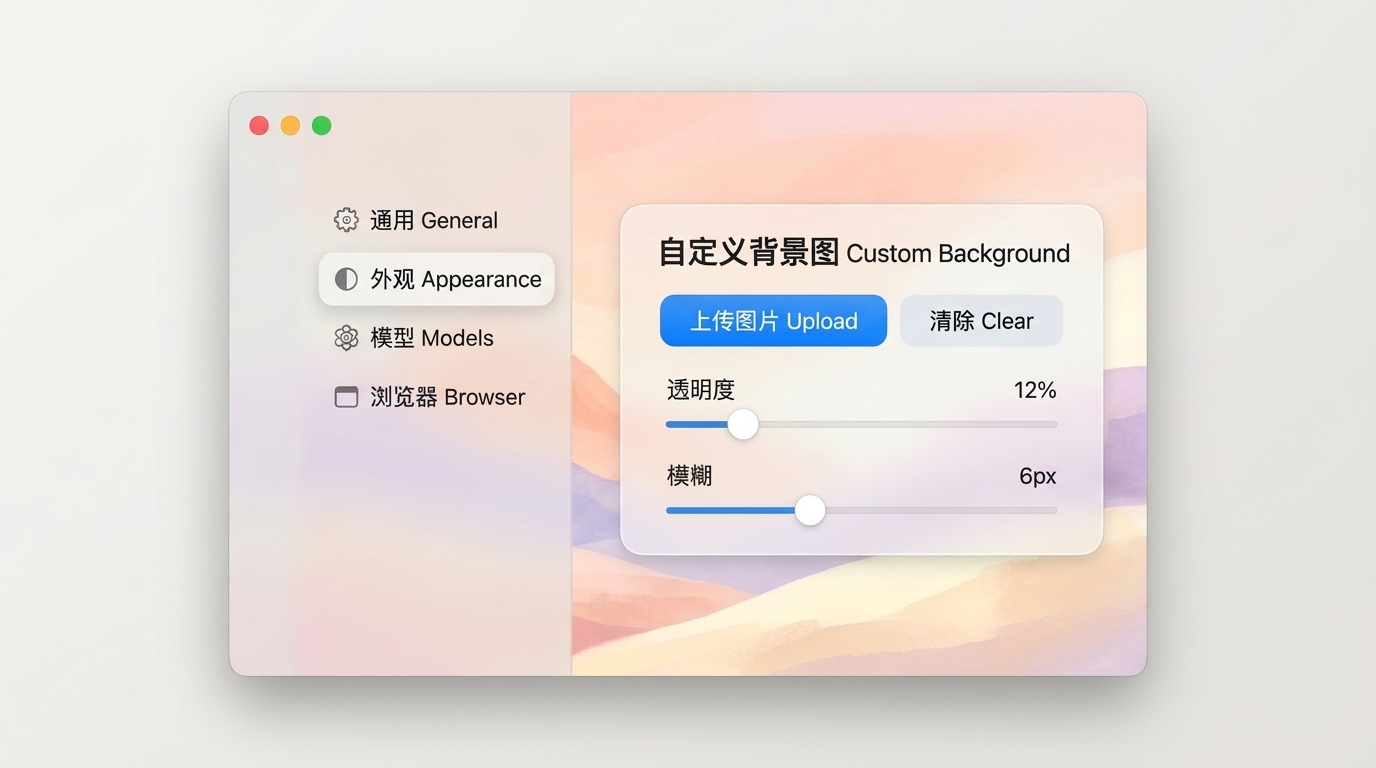 通用 General
外观 Appearance
模型 Models
浏览器 Browser
自定义背景图 Custom Background
上传图片 Upload
清除 Clear
透明度
12%
模糊
6px